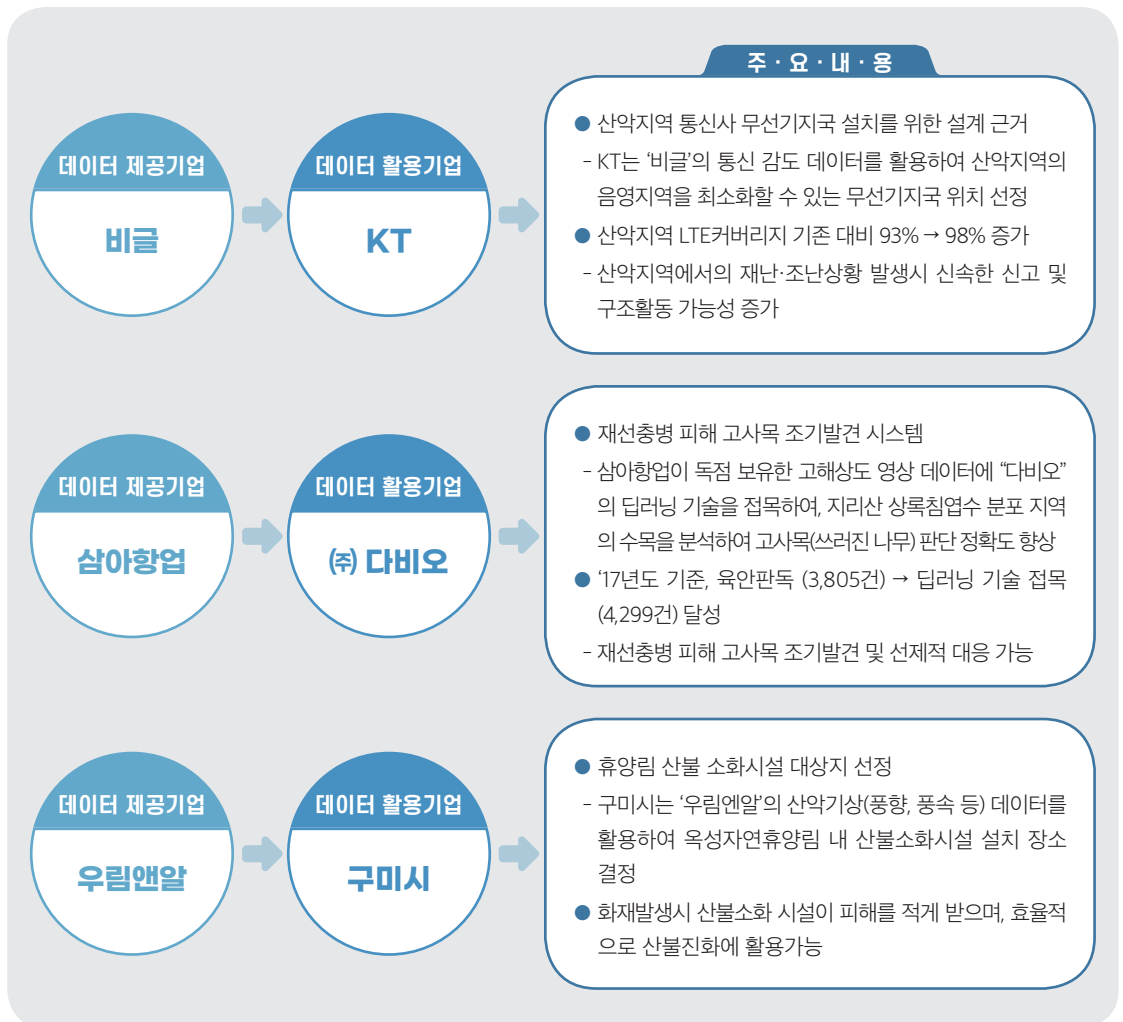 주·요·내·용
데이터 제공기업
비글
데이터 활용기업
KT
● 산악지역 통신사 무선기지국 설치를 위한 설계 근거
- KT는 ‘비글’의 통신 감도 데이터를 활용하여 산악지역의
음영지역을 최소화할 수 있는 무선기지국 위치 선정
● 산악지역 LTE커버리지 기존 대비 93% → 98% 증가
- 산악지역에서의 재난·조난상황 발생시 신속한 신고 및
구조활동 가능성 증가
데이터 제공기업
삼아항업
데이터 활용기업
㈜ 다비오
● 재선충병 피해 고사목 조기발견 시스템
- 삼아항업이 독점 보유한 고해상도 영상 데이터에 “다비오”
의 딥러닝 기술을 접목하여, 지리산 상록침엽수 분포 지역
의 수목을 분석하여 고사목(쓰러진 나무) 판단 정확도 향상
● ‘17년도 기준, 육안판독 (3,805건) → 딥러닝 기술 접목
(4,299건) 달성
- 재선충병 피해 고사목 조기발견 및 선제적 대응 가능
데이터 제공기업
우림앤알
데이터 활용기업
구미시
● 휴양림 산불 소화시설 대상지 선정
- 구미시는 ‘우림엔알’의 산악기상(풍향, 풍속 등) 데이터를
활용하여 옥성자연휴양림 내 산불소화시설 설치 장소
결정
● 화재발생시 산불소화 시설이 피해를 적게 받으며, 효율적
으로 산불진화에 활용가능